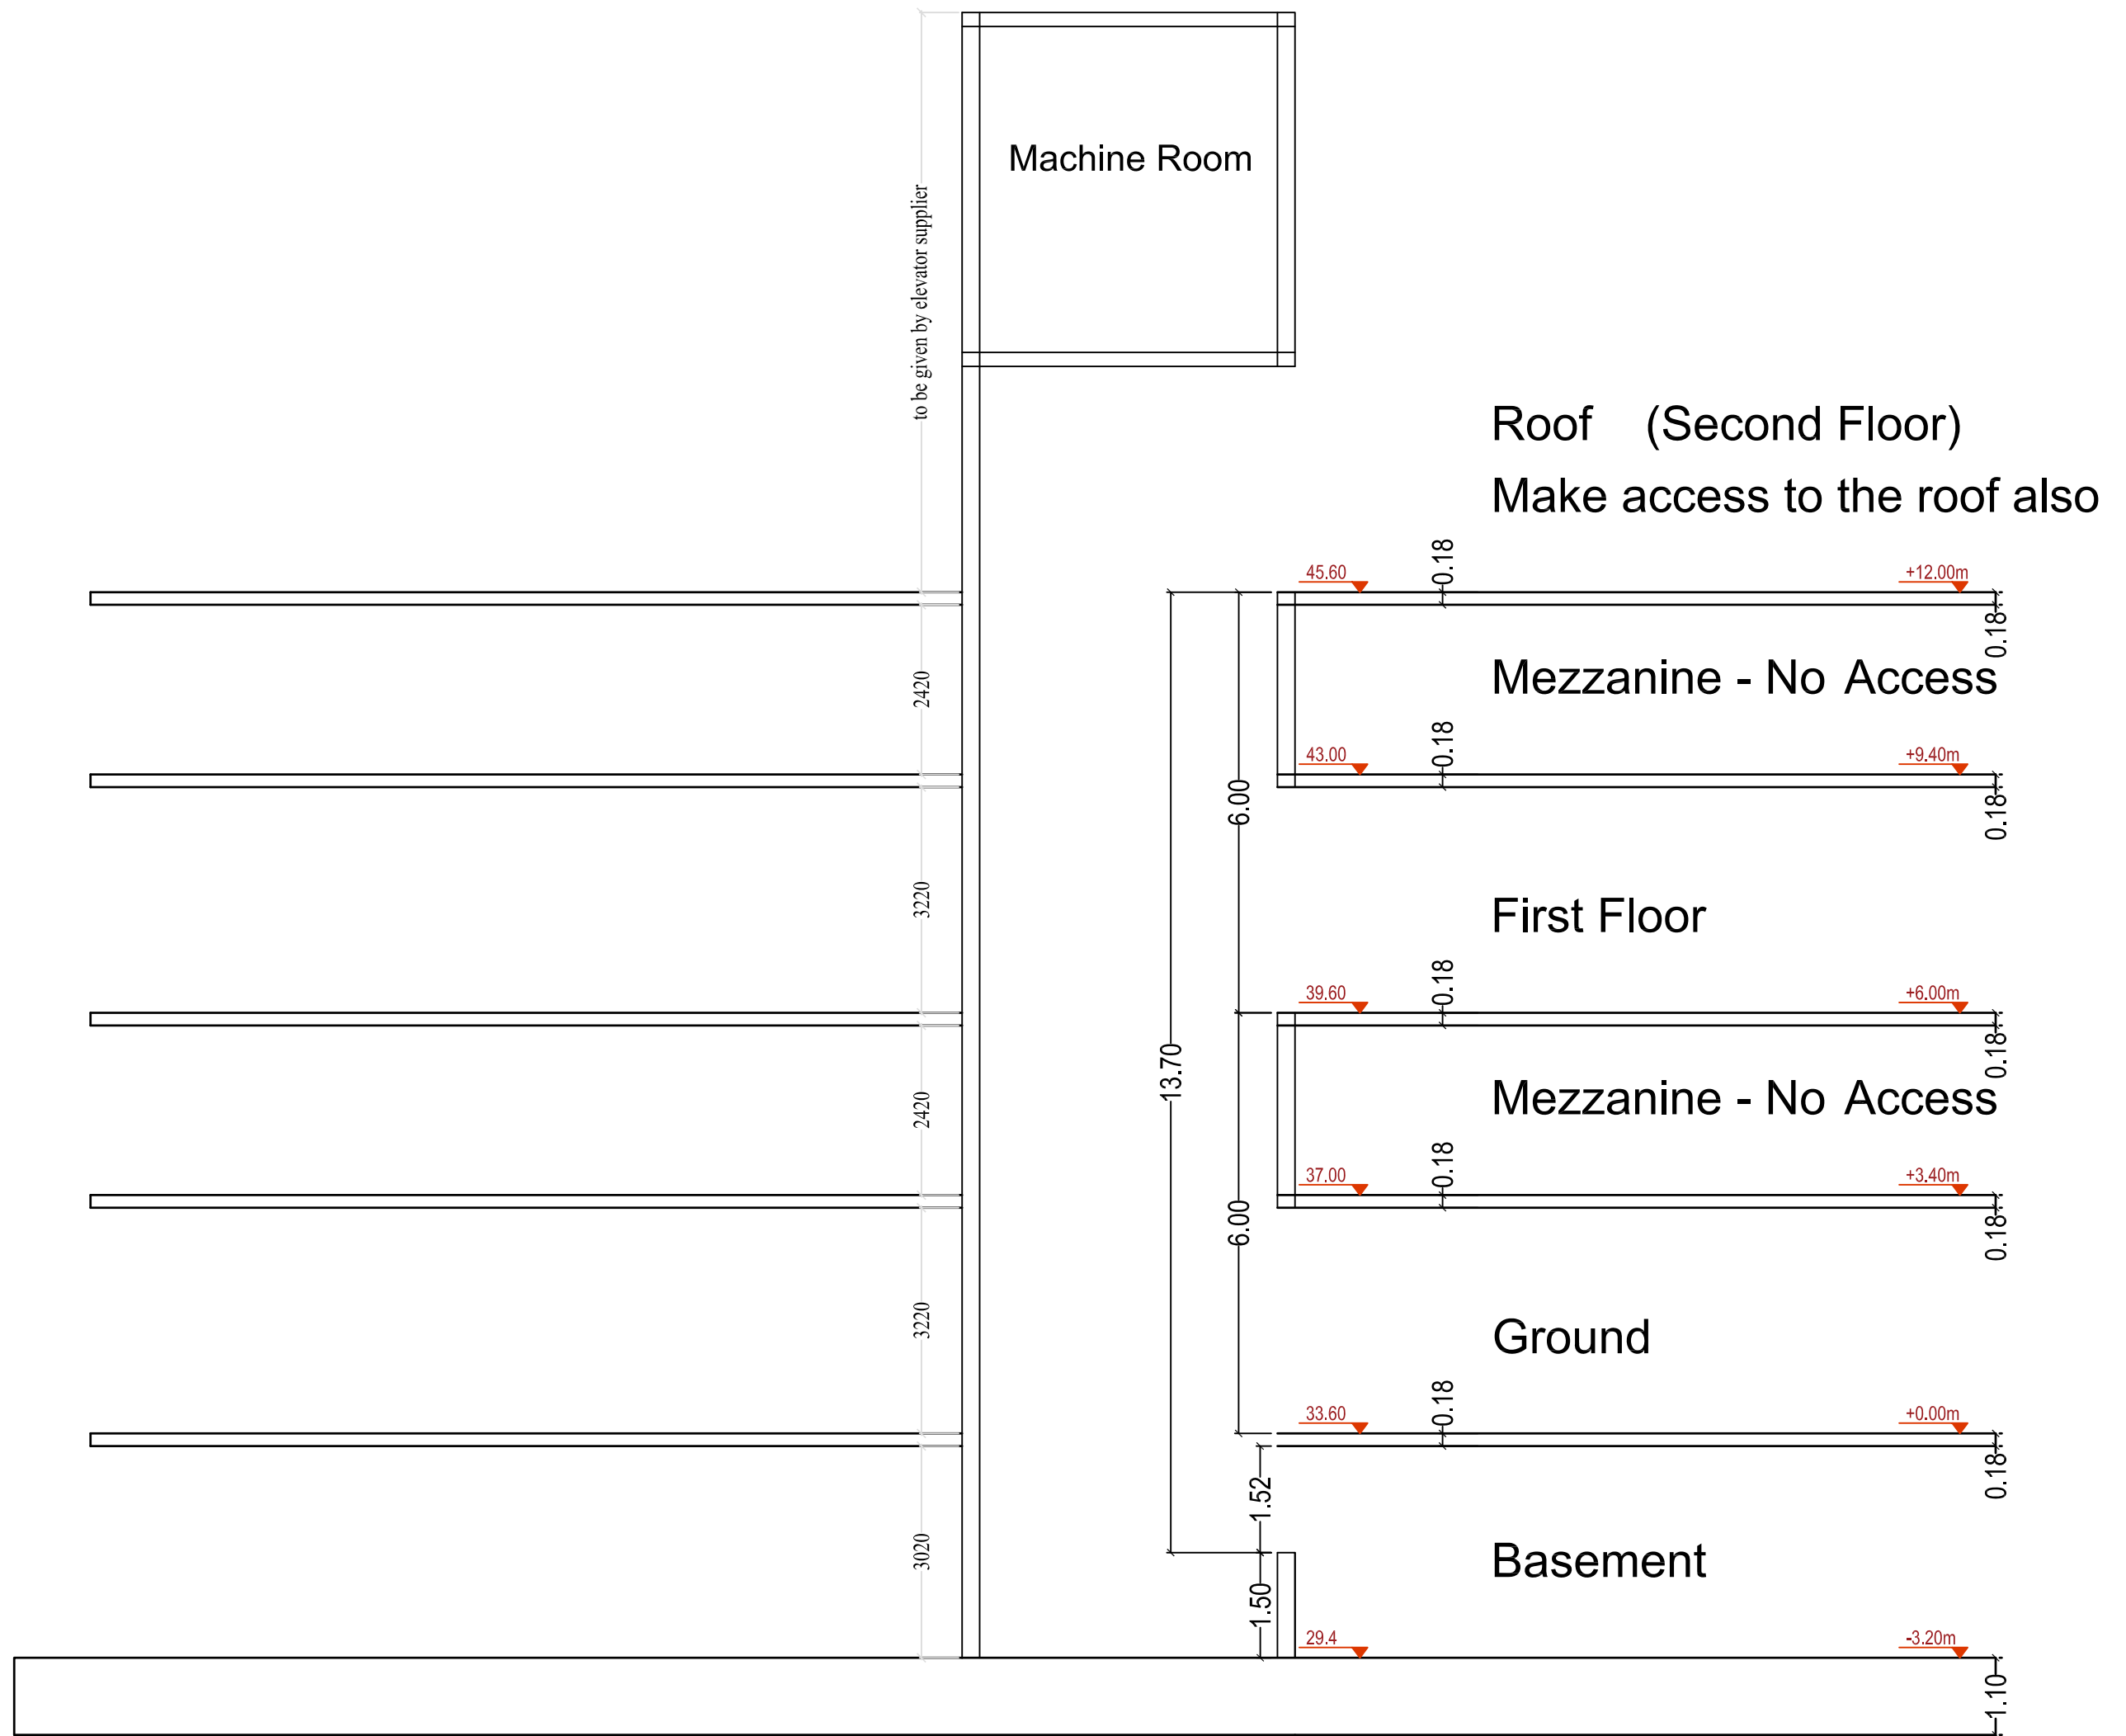 Machine Room
to be given by elevator supplier
Roof (Second Floor)
Make access to the roof also
45.60
0.18
+12.00m
0.18
2420
Mezzanine - No Access
43.00
0.18
+9.40m
6.00
0.18
3220
First Floor
39.60
0.18
+6.00m
0.18
13.70
2420
Mezzanine - No Access
37.00
0.18
+3.40m
6.00
0.18
3220
Ground
33.60
0.18
+0.00m
0.18
1.52
3020
Basement
1.50
29.4
-3.20m
1.10